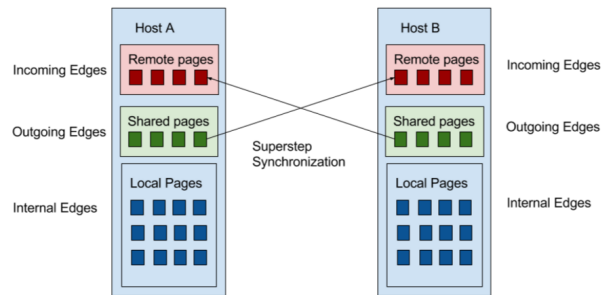 Host A
Host B
Incoming Edges
Remote pages
Remote pages
Incoming Edges
Outgoing Edges
Shared pages
Shared pages
Outgoing Edges
Superstep
Synchronization
Internal Edges
Local Pages
Local Pages
Internal Edges